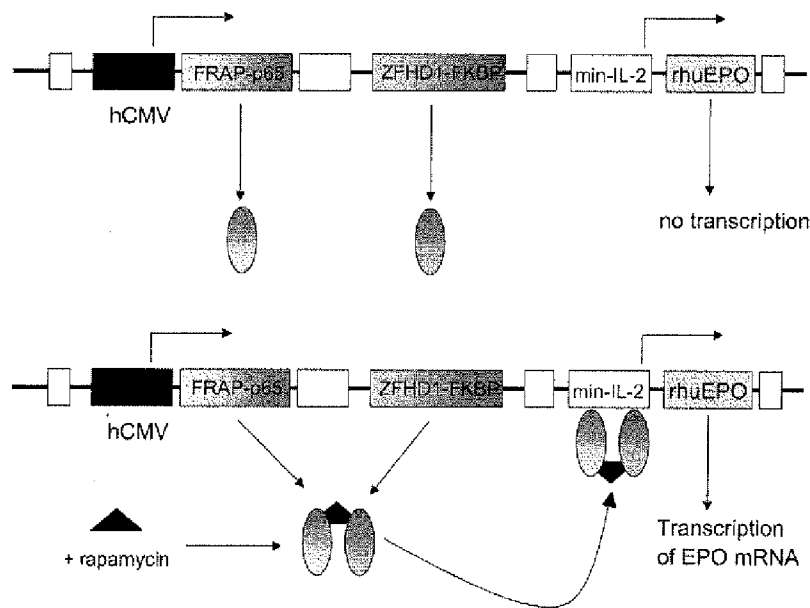 FRAP-p65
ZFHD1-FKBP
min-IL-2
rhuEPO
hCMV
no transcription
FRAP-p65
ZFHD1-FKBP
min-IL-2
rhuEPO
hCMV
+ rapamycin
Transcription
of EPO mRNA